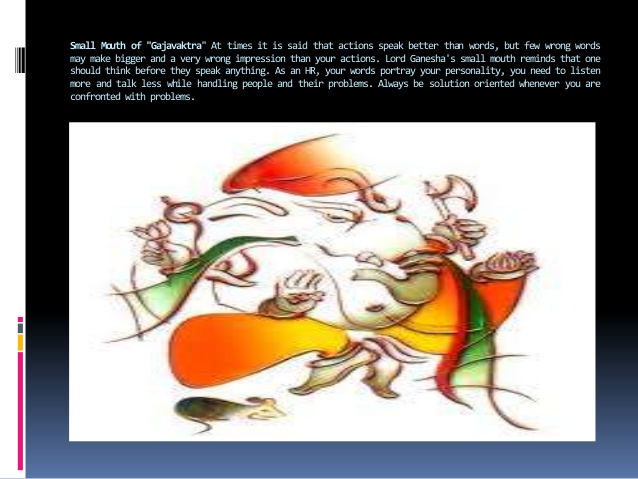 Small Mouth of "Gajavaktra" At times it is said that actions speak better than words, but few wrong words
may make bigger and a very wrong impression than your actions. Lord Ganesha's small mouth reminds that one
should think before they speak anything. As an HR, your words portray your personality, you need to listen
more and talk less while handling people and their problems. Always be solution oriented whenever you are
confronted with problems.